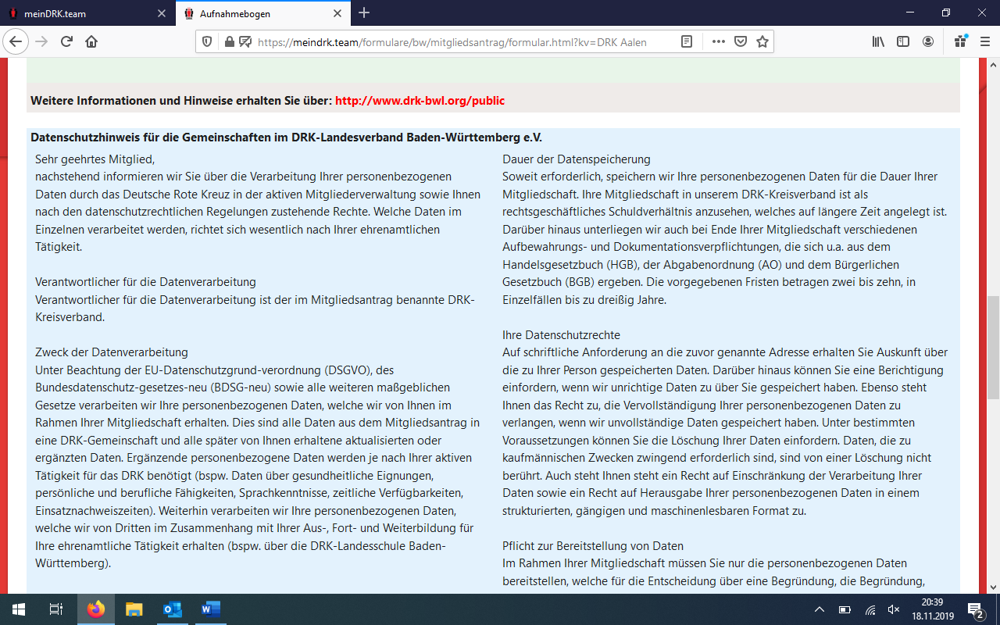 meinDRK.team
Aufnahmebogen
https://meindrk.team/formulare/bw/mitgliedsantrag/formular.html?kv=DRK Aalen
Weitere Informationen und Hinweise erhalten Sie über: http://www.drk-bwl.org/public
Datenschutzhinweis für die Gemeinschaften im DRK-Landesverband Baden-Württemberg e.V.
Sehr geehrtes Mitglied,
nachstehend informieren wir Sie über die Verarbeitung Ihrer personenbezogenen
Daten durch das Deutsche Rote Kreuz in der aktiven Mitgliederverwaltung sowie Ihnen
nach den datenschutzrechtlichen Regelungen zustehende Rechte. Welche Daten im
Einzelnen verarbeitet werden, richtet sich wesentlich nach Ihrer ehrenamtlichen
Tätigkeit.
Verantwortlicher für die Datenverarbeitung
Verantwortlicher für die Datenverarbeitung ist der im Mitgliedsantrag benannte DRK-
Kreisverband.
Zweck der Datenverarbeitung
Unter Beachtung der EU-Datenschutzgrund-verordnung (DSGVO), des
Bundesdatenschutz-gesetzes-neu (BDSG-neu) sowie alle weiteren maßgeblichen
Gesetze verarbeiten wir Ihre personenbezogenen Daten, welche wir von Ihnen im
Rahmen Ihrer Mitgliedschaft erhalten. Dies sind alle Daten aus dem Mitgliedsantrag in
eine DRK-Gemeinschaft und alle später von Ihnen erhaltene aktualisierten oder
ergänzten Daten. Ergänzende personenbezogene Daten werden je nach Ihrer aktiven
Tätigkeit für das DRK benötigt (bspw. Daten über gesundheitliche Eignungen,
persönliche und berufliche Fähigkeiten, Sprachkenntnisse, zeitliche Verfügbarkeiten,
Einsatznachweiszeiten). Weiterhin verarbeiten wir Ihre personenbezogenen Daten,
welche wir von Dritten im Zusammenhang mit Ihrer Aus-, Fort- und Weiterbildung für
Ihre ehrenamtliche Tätigkeit erhalten (bspw. über die DRK-Landesschule Baden-
Württemberg).
Dauer der Datenspeicherung
Soweit erforderlich, speichern wir Ihre personenbezogenen Daten für die Dauer Ihrer
Mitgliedschaft. Ihre Mitgliedschaft in unserem DRK-Kreisverband ist als
rechtsgeschäftliches Schuldverhältnis anzusehen, welches auf längere Zeit angelegt ist.
Darüber hinaus unterliegen wir auch bei Ende Ihrer Mitgliedschaft verschiedenen
Aufbewahrungs- und Dokumentationsverpflichtungen, die sich u.a. aus dem
Handelsgesetzbuch (HGB), der Abgabenordnung (AO) und dem Bürgerlichen
Gesetzbuch (BGB) ergeben. Die vorgegebenen Fristen betragen zwei bis zehn, in
Einzelfällen bis zu dreißig Jahre.
Ihre Datenschutzrechte
Auf schriftliche Anforderung an die zuvor genannte Adresse erhalten Sie Auskunft über
die zu Ihrer Person gespeicherten Daten. Darüber hinaus können Sie eine Berichtigung
einfordern, wenn wir unrichtige Daten zu über Sie gespeichert haben. Ebenso steht
Ihnen das Recht zu, die Vervollständigung Ihrer personenbezogenen Daten zu
verlangen, wenn wir unvollständige Daten gespeichert haben. Unter bestimmten
Voraussetzungen können Sie die Löschung Ihrer Daten einfordern. Daten, die zu
kaufmännischen Zwecken zwingend erforderlich sind, sind von einer Löschung nicht
berührt. Auch steht Ihnen steht ein Recht auf Einschränkung der Verarbeitung Ihrer
Daten sowie ein Recht auf Herausgabe Ihrer personenbezogenen Daten in einem
strukturierten, gängigen und maschinenlesbaren Format zu.
Pflicht zur Bereitstellung von Daten
Im Rahmen Ihrer Mitgliedschaft müssen Sie nur die personenbezogenen Daten
bereitstellen, welche für die Entscheidung über eine Begründung, die Begründung,
20:39
18.11.2019
2